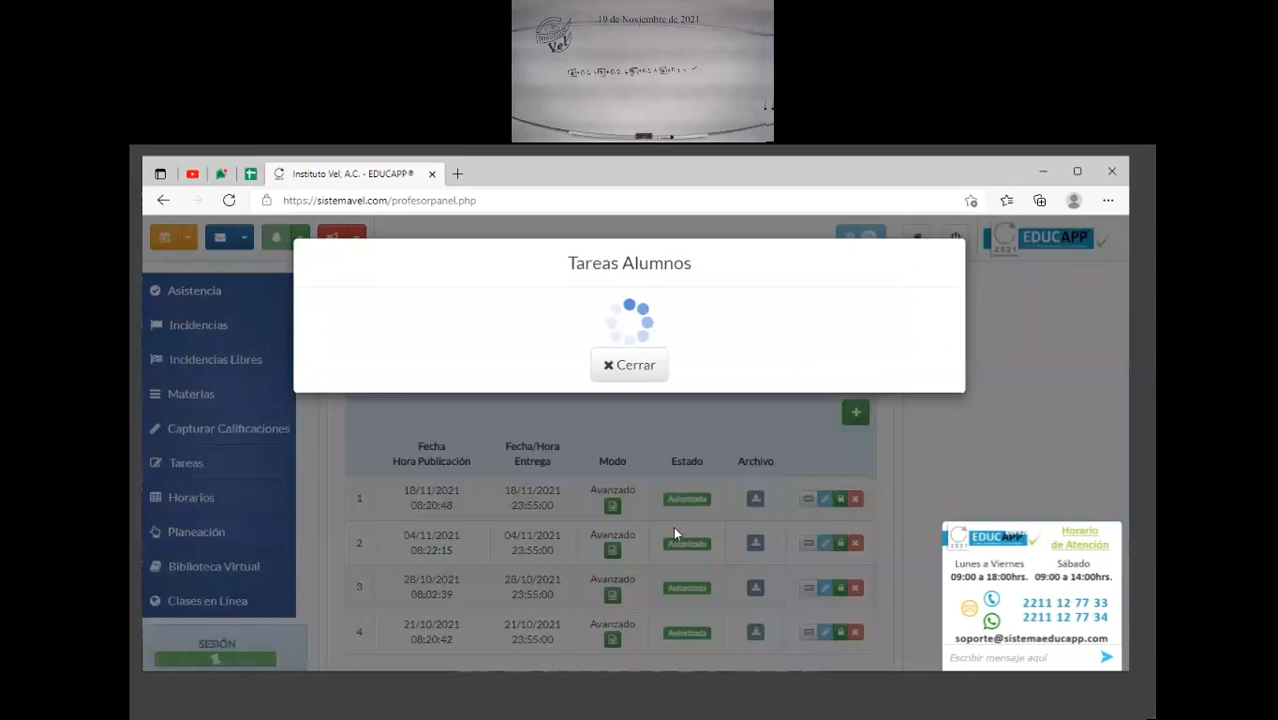 19 de Noviembre de 2021
Vel
Instituto Vel, A.C. - EDUCAPP®
https://sistemavel.com/profesorpanel.php
2021
EDUCAPP
Tareas Alumnos
Cerrar
Asistencia
Incidencias
Incidencias Libres
Materias
Capturar Calificaciones
Tareas
Horarios
Planeación
Biblioteca Virtual
Clases en Línea
SESIÓN
Fecha Hora Publicación
Fecha/Hora Entrega
Modo
Estado
Archivo
1 18/11/2021 08:20:48 18/11/2021 23:55:00 Avanzado Autorizada
2 04/11/2021 08:22:15 04/11/2021 23:55:00 Avanzado Autorizada
3 28/10/2021 08:02:39 28/10/2021 23:55:00 Avanzado Autorizada
4 21/10/2021 08:20:42 21/10/2021 23:55:00 Avanzado Autorizada
EDUCAPP
Horario
de Atención
Lunes a Viernes Sábado
09:00 a 18:00hrs. 09:00 a 14:00hrs.
2211 12 77 33
2211 12 77 34
soporte@sistemaeducapp.com
Escribir mensaje aquí